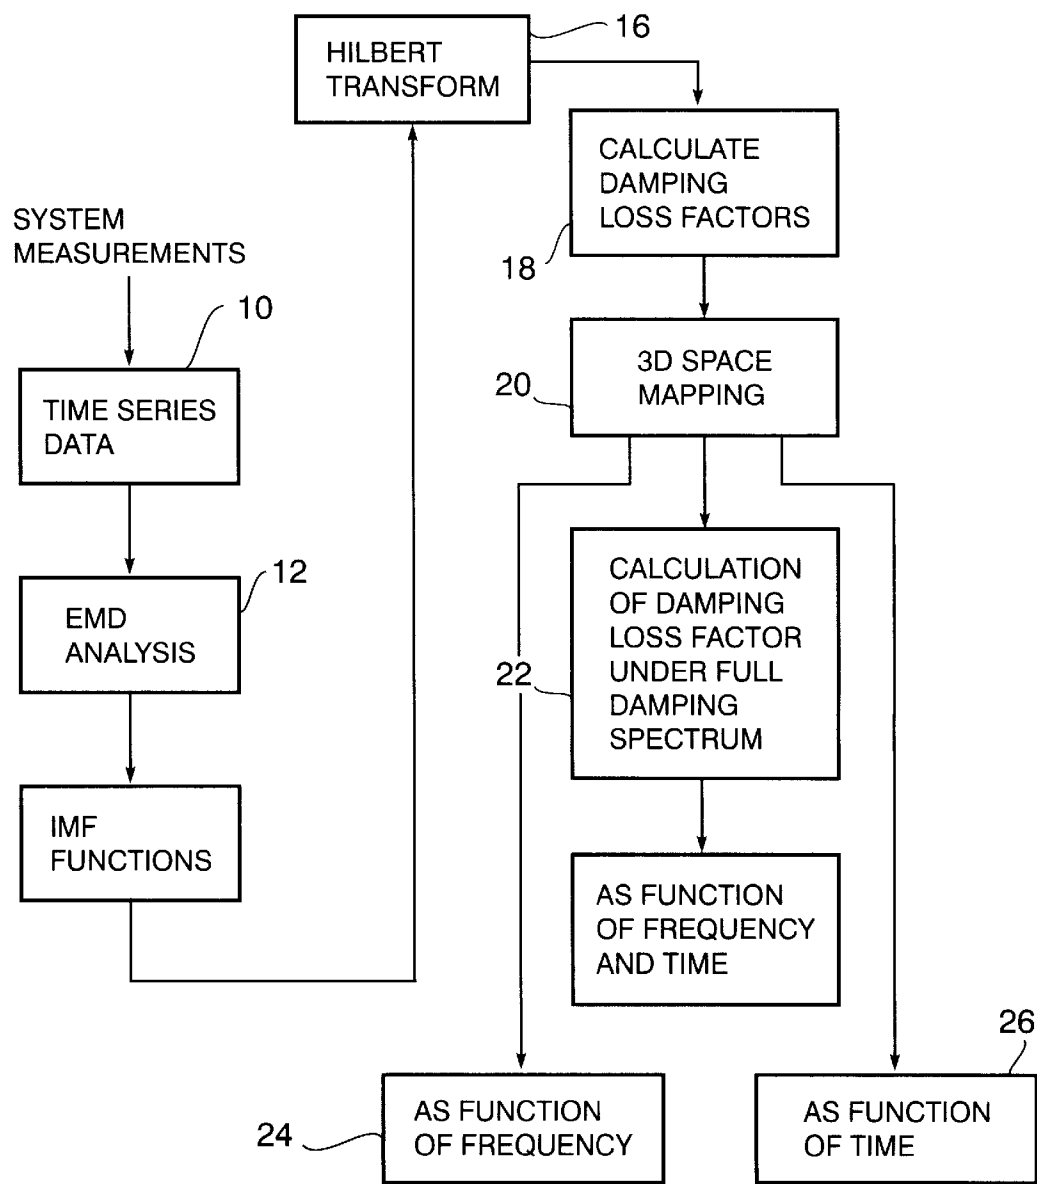 16
HILBERT
TRANSFORM
CALCULATE
DAMPING
LOSS FACTORS
18
SYSTEM
MEASUREMENTS
10
TIME SERIES
DATA
3D SPACE
MAPPING
20
12
EMD
ANALYSIS
CALCULATION
OF DAMPING
LOSS FACTOR
UNDER FULL
DAMPING
SPECTRUM
22
IMF
FUNCTIONS
AS FUNCTION
OF FREQUENCY
AND TIME
26
24
AS FUNCTION
OF FREQUENCY
AS FUNCTION
OF TIME